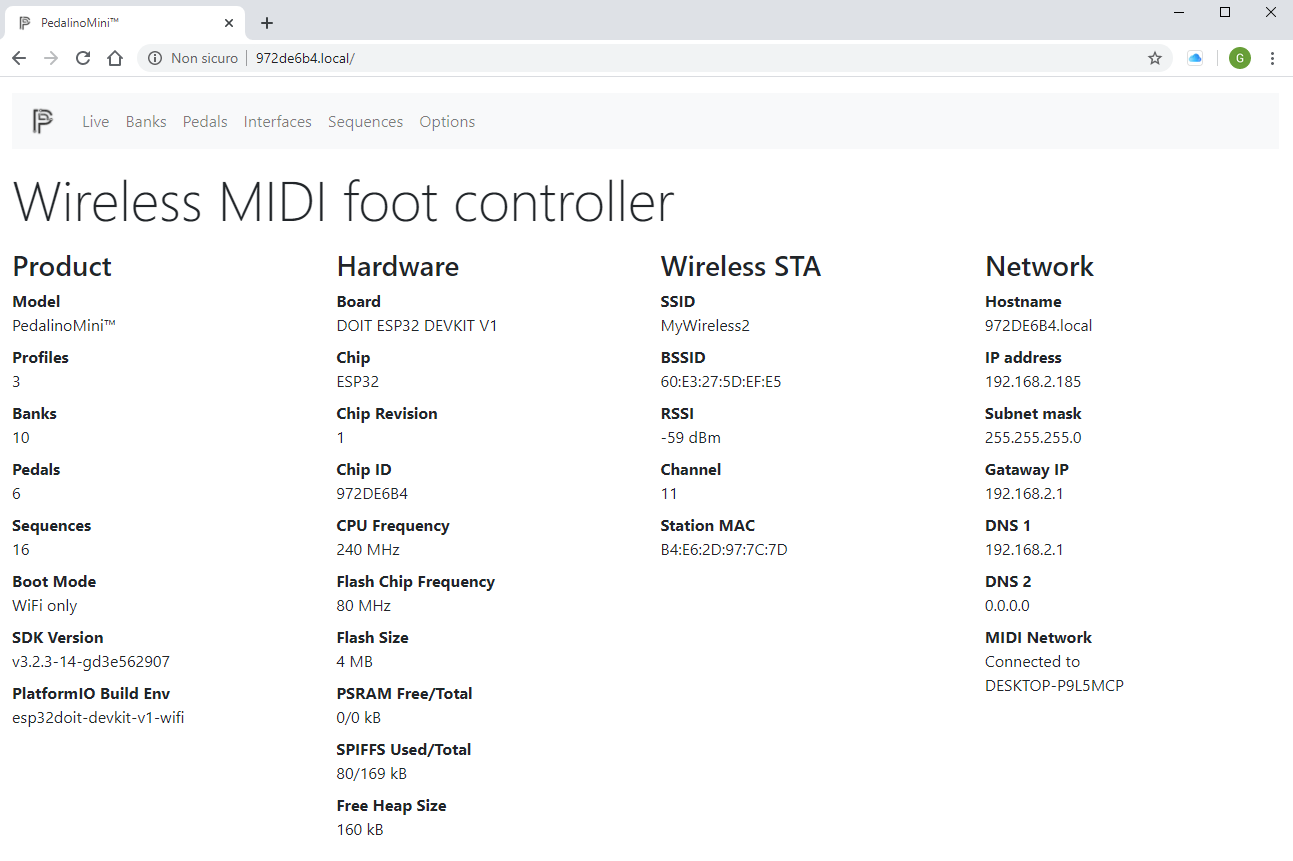 PedalinoMini™
Non sicuro
972de6b4.local/
G
Live Banks Pedals Interfaces Sequences Options
Wireless MIDI foot controller
Product
Model
PedalinoMini™
Profiles
3
Banks
10
Pedals
6
Sequences
16
Boot Mode
WiFi only
SDK Version
v3.2.3-14-gd3e562907
PlatformIO Build Env
esp32doit-devkit-v1-wifi
Hardware
Board
DOIT ESP32 DEVKIT V1
Chip
ESP32
Chip Revision
1
Chip ID
972DE6B4
CPU Frequency
240 MHz
Flash Chip Frequency
80 MHz
Flash Size
4 MB
PSRAM Free/Total
0/0 kB
SPIFFS Used/Total
80/169 kB
Free Heap Size
160 kB
Wireless STA
SSID
MyWireless2
BSSID
60:E3:27:5D:EF:E5
RSSI
-59 dBm
Channel
11
Station MAC
B4:E6:2D:97:7C:7D
Network
Hostname
972DE6B4.local
IP address
192.168.2.185
Subnet mask
255.255.255.0
Gataway IP
192.168.2.1
DNS 1
192.168.2.1
DNS 2
0.0.0.0
MIDI Network
Connected to
DESKTOP-P9L5MCP